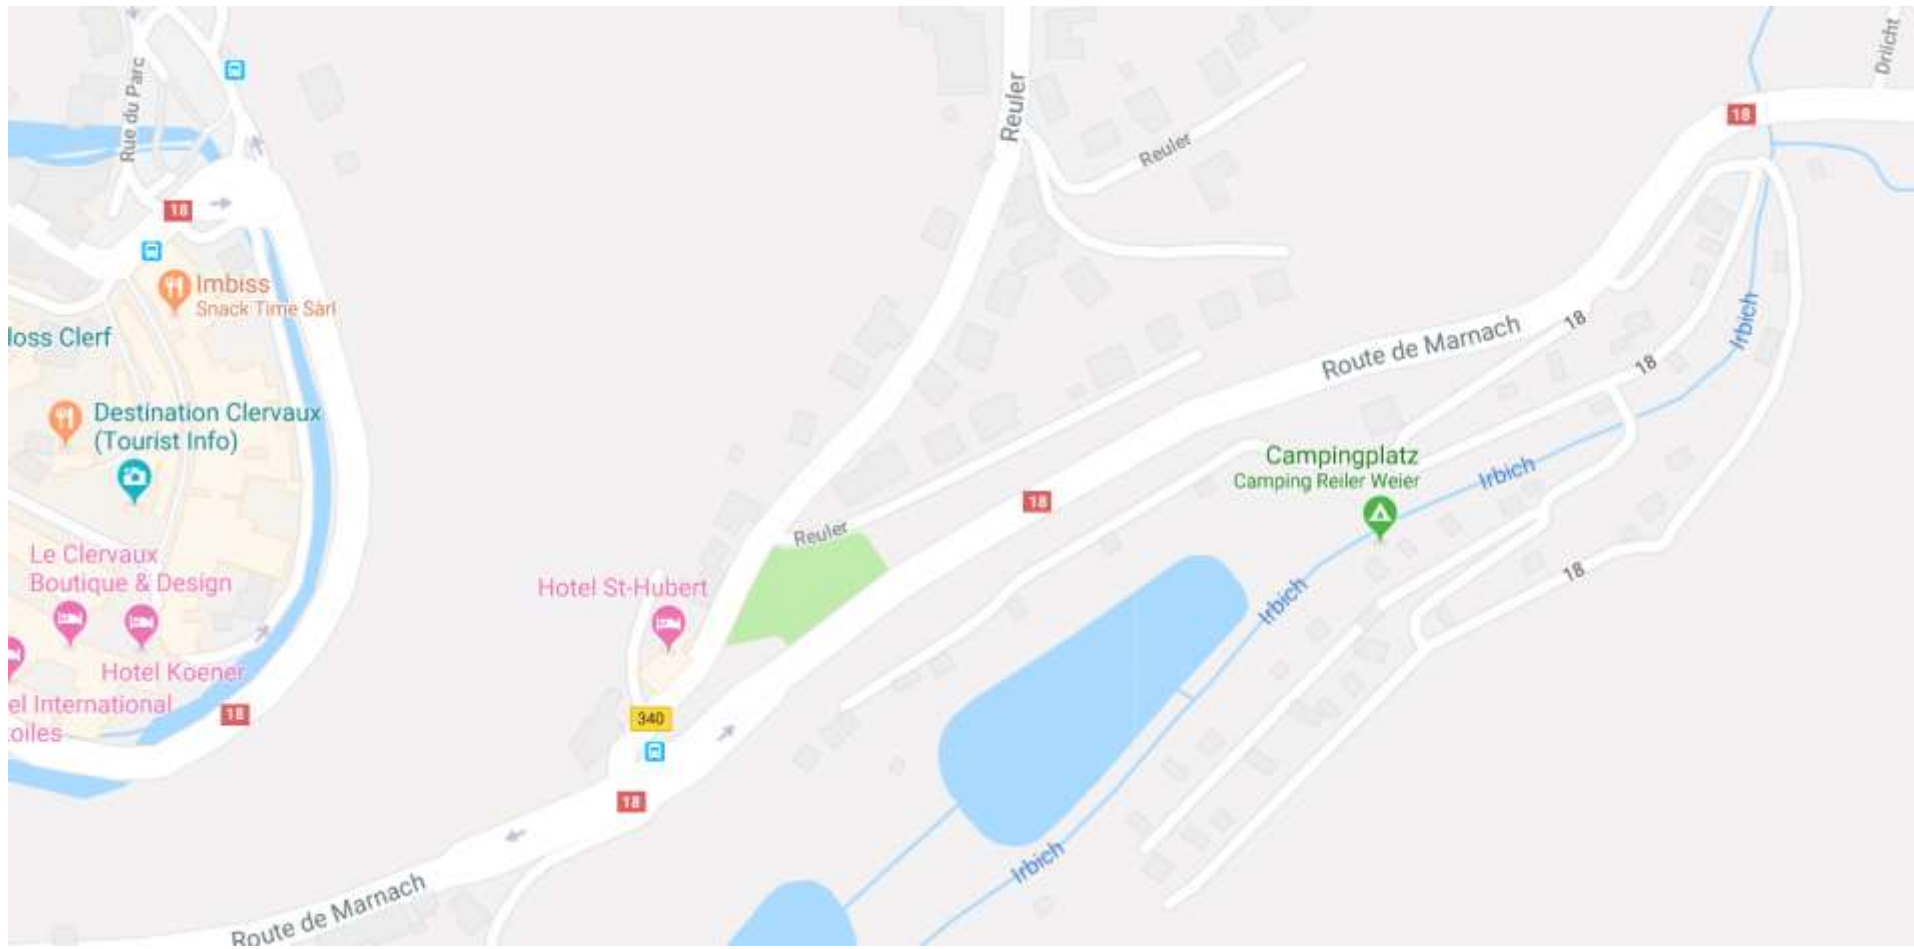 Rue du Parc
18
Imbiss
Snack Time Sàrl
loss Clerf
Destination Clervaux
(Tourist Info)
Le Clervaux
Boutique & Design
Hotel Koener
el International
oiles
18
Reuler
Reuler
Driicht
18
Route de Marnach
18
18
Irbich
Campingplatz
Camping Reiler Weier
Irbich
18
Reuler
Hotel St-Hubert
Irbich
18
340
18
Irbich
Route de Marnach